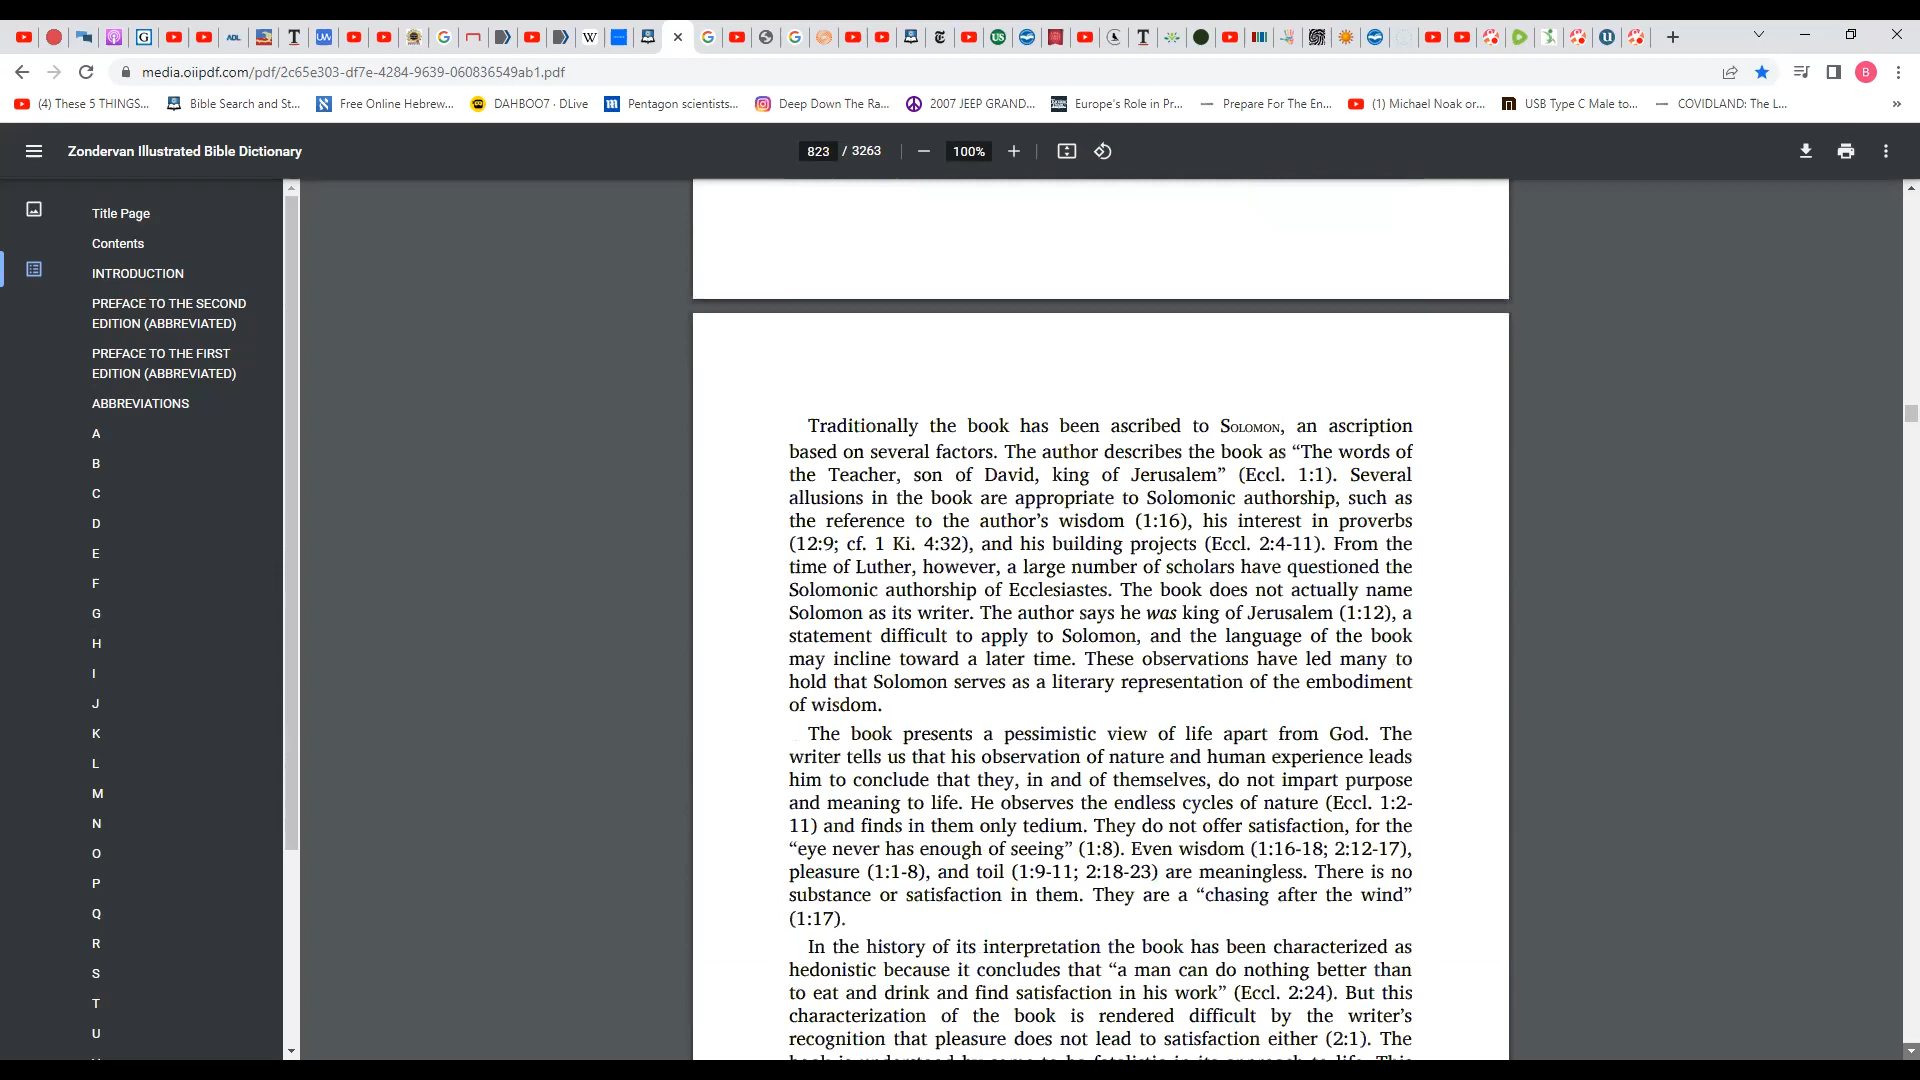 media.oiipdf.com/pdf/2c65e303-df7e-4284-9639-060836549ab1.pdf
B
(4) These 5 THINGS...
Bible Search and St...
Free Online Hebrew...
DAHBOO7 · DLive
Pentagon scientists...
Deep Down The Ra...
2007 JEEP GRAND...
Europe's Role in Pr...
Prepare For The En...
(1) Michael Noak or...
USB Type C Male to...
COVIDLAND: The L...
Zondervan Illustrated Bible Dictionary
823 / 3263
100%
Title Page
Contents
INTRODUCTION
PREFACE TO THE SECOND
EDITION (ABBREVIATED)
PREFACE TO THE FIRST
EDITION (ABBREVIATED)
ABBREVIATIONS
A
B
C
D
E
F
G
H
I
J
K
L
M
N
O
P
Q
R
S
T
U
Traditionally the book has been ascribed to SOLOMON, an ascription
based on several factors. The author describes the book as “The words of
the Teacher, son of David, king of Jerusalem” (Eccl. 1:1). Several
allusions in the book are appropriate to Solomonic authorship, such as
the reference to the author’s wisdom (1:16), his interest in proverbs
(12:9; cf. 1 Ki. 4:32), and his building projects (Eccl. 2:4-11). From the
time of Luther, however, a large number of scholars have questioned the
Solomonic authorship of Ecclesiastes. The book does not actually name
Solomon as its writer. The author says he was king of Jerusalem (1:12), a
statement difficult to apply to Solomon, and the language of the book
may incline toward a later time. These observations have led many to
hold that Solomon serves as a literary representation of the embodiment
of wisdom.
The book presents a pessimistic view of life apart from God. The
writer tells us that his observation of nature and human experience leads
him to conclude that they, in and of themselves, do not impart purpose
and meaning to life. He observes the endless cycles of nature (Eccl. 1:2-
11) and finds in them only tedium. They do not offer satisfaction, for the
“eye never has enough of seeing” (1:8). Even wisdom (1:16-18; 2:12-17),
pleasure (1:1-8), and toil (1:9-11; 2:18-23) are meaningless. There is no
substance or satisfaction in them. They are a “chasing after the wind”
(1:17).
In the history of its interpretation the book has been characterized as
hedonistic because it concludes that “a man can do nothing better than
to eat and drink and find satisfaction in his work” (Eccl. 2:24). But this
characterization of the book is rendered difficult by the writer’s
recognition that pleasure does not lead to satisfaction either (2:1). The